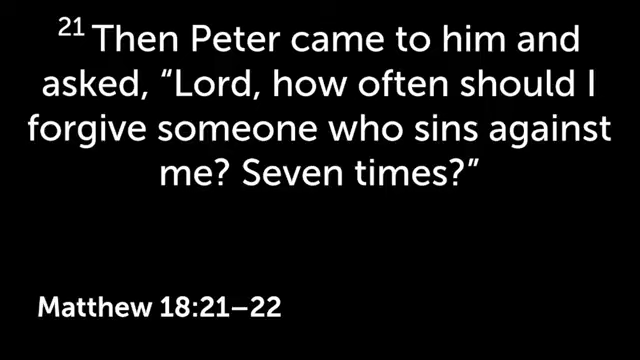 21 Then Peter came to him and
asked, “Lord, how often should I
forgive someone who sins against
me? Seven times?”
Matthew 18:21–22